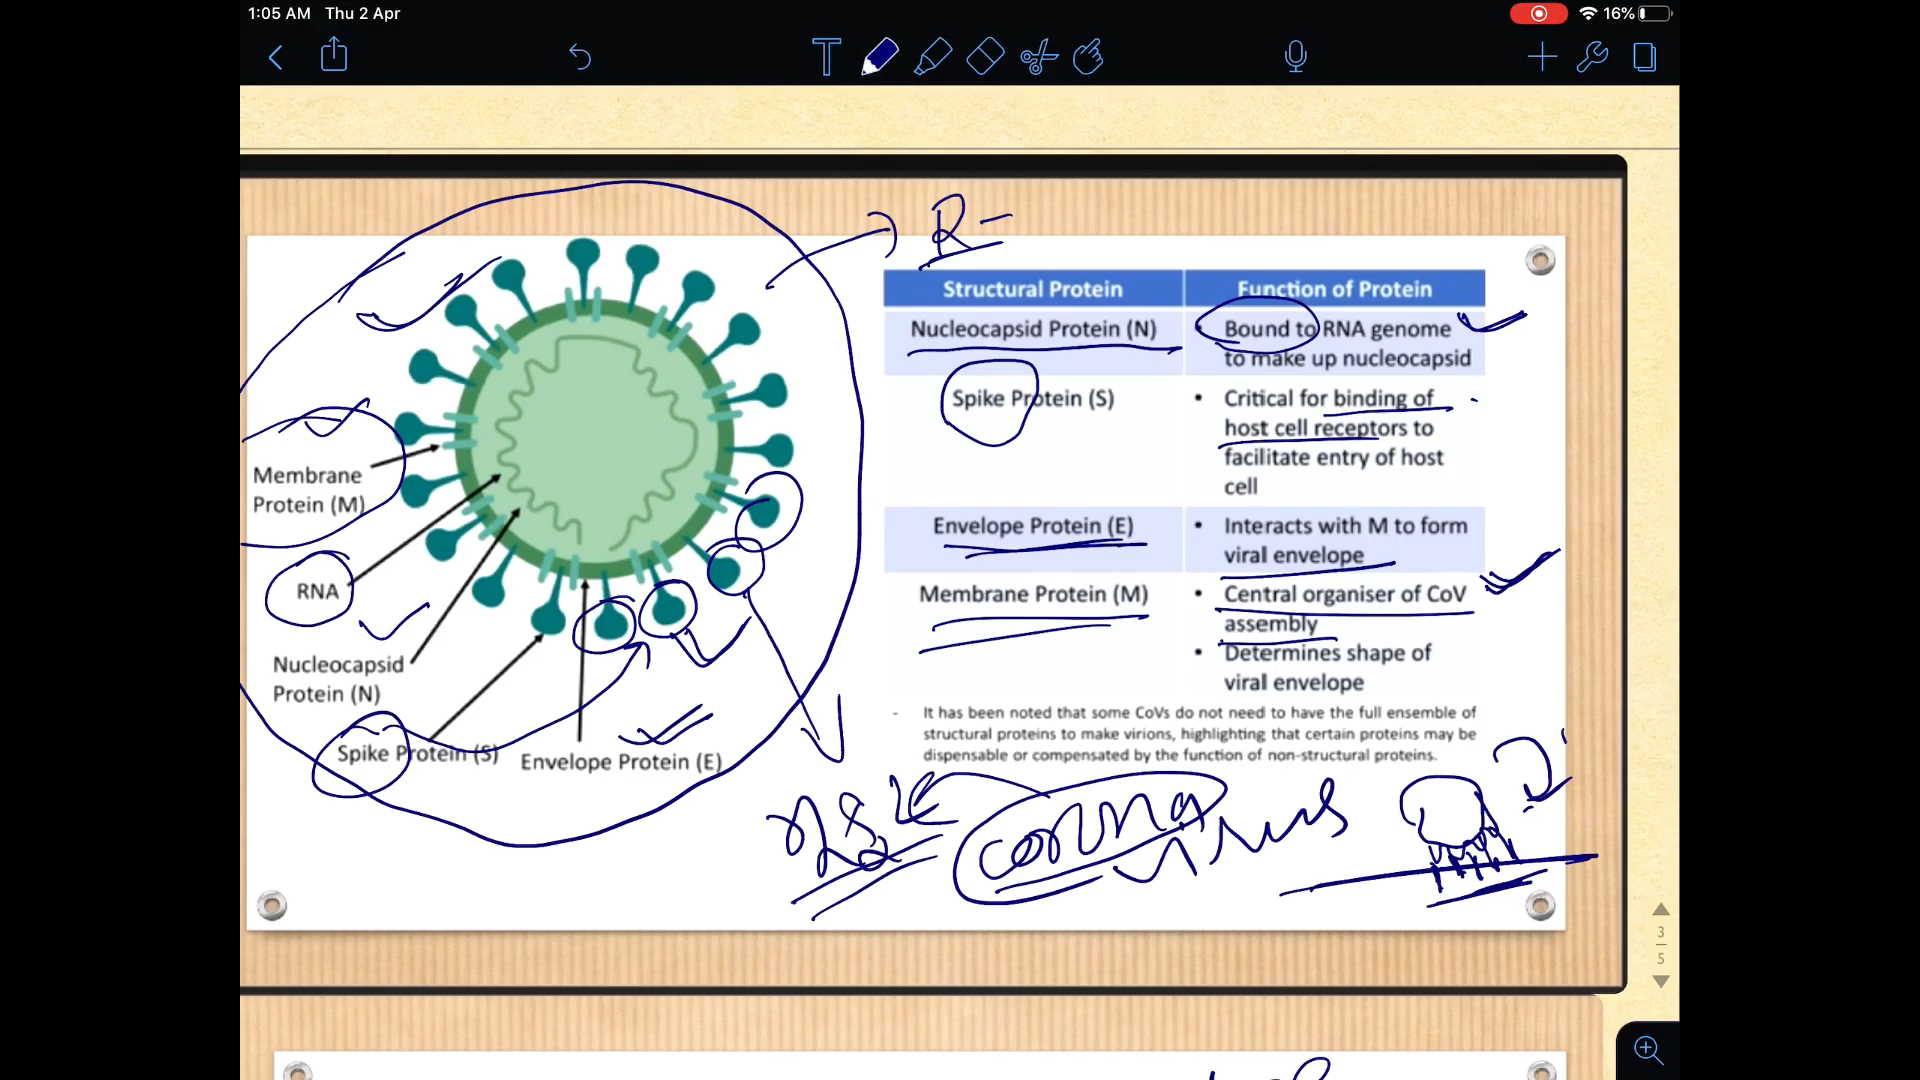 1:05 AM Thu 2 Apr
16%
R-
Structural Protein
Function of Protein
Nucleocapsid Protein (N)
• Bound to RNA genome
to make up nucleocapsid
Spike Protein (S)
• Critical for binding of
host cell receptors to
facilitate entry of host
cell
Envelope Protein (E)
• Interacts with M to form
viral envelope
Membrane Protein (M)
• Central organiser of CoV
assembly
• Determines shape of
viral envelope
- It has been noted that some CoVs do not need to have the full ensemble of
structural proteins to make virions, highlighting that certain proteins may be
dispensable or compensated by the function of non-structural proteins.
Membrane
Protein (M)
RNA
Nucleocapsid
Protein (N)
Spike Protein (S)
Envelope Protein (E)
3
5